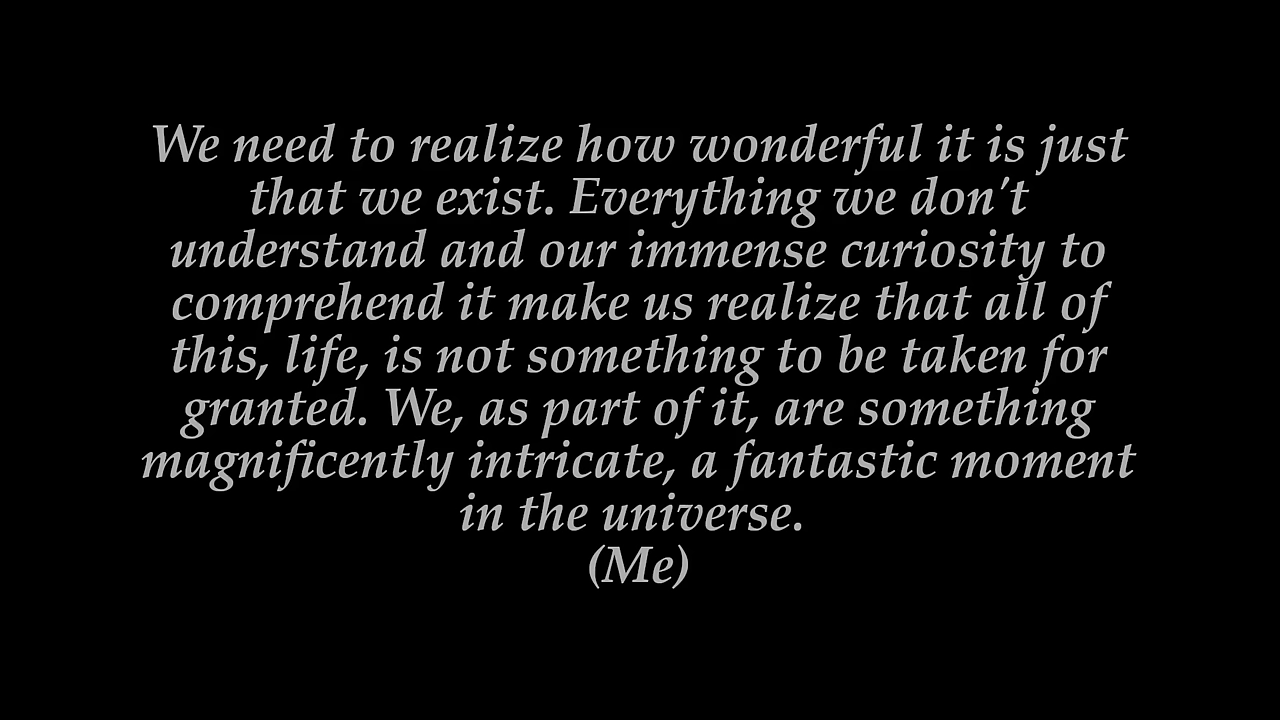 We need to realize how wonderful it is just
that we exist. Everything we don't
understand and our immense curiosity to
comprehend it make us realize that all of
this, life, is not something to be taken for
granted. We, as part of it, are something
magnificently intricate, a fantastic moment
in the universe.
(Me)